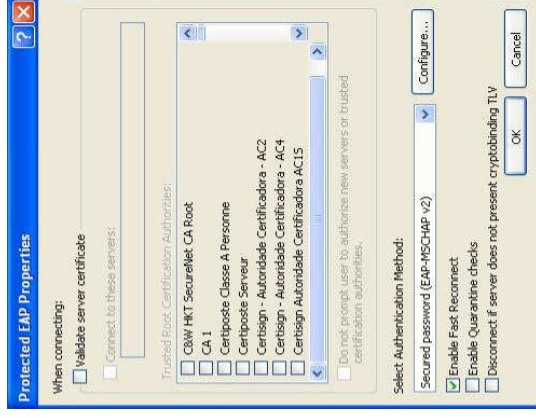 Protected EAP Properties
When connecting:
Validate server certificate
Connect to these servers:
Trusted Root Certification Authorities:
C&W HKT SecureNet CA Root
CA 1
Certiposte Classe A Personne
Certiposte Serveur
Certisign - Autoridade Certificadora - AC2
Certisign - Autoridade Certificadora - AC4
Certisign Autoridade Certificadora AC1S
Do not prompt user to authorize new servers or trusted
certification authorities.
Select Authentication Method:
Secured password (EAP-MSCHAP v2)
Configure...
Enable Fast Reconnect
Enable Quarantine checks
Disconnect if server does not present cryptobinding TLV
OK
Cancel